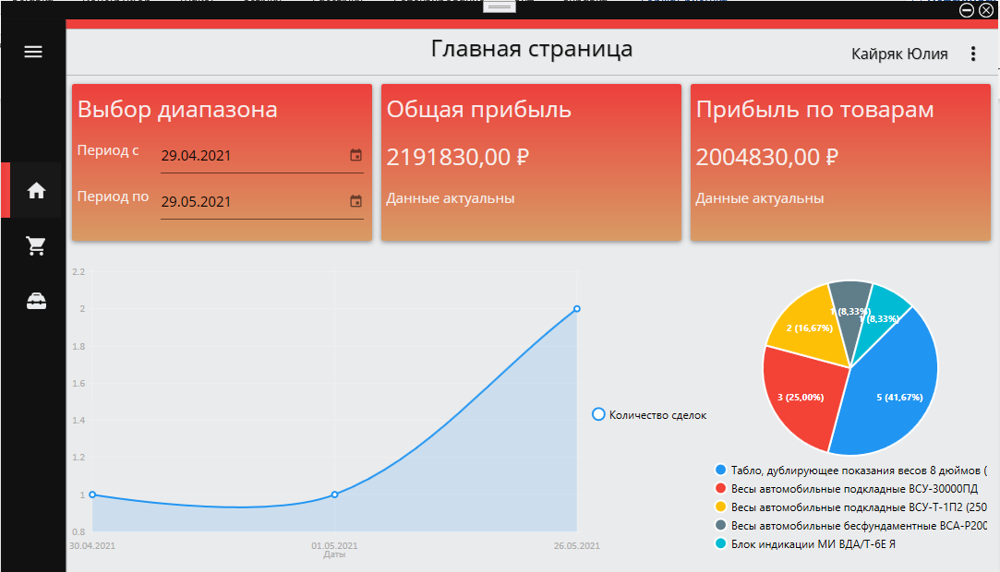 Главная страница
Кайряк Юлия
Выбор диапазона
Период с 29.04.2021
Период по 29.05.2021
Общая прибыль
2191830,00 ₽
Данные актуальны
Прибыль по товарам
2004830,00 ₽
Данные актуальны
2.2
2
1.8
1.6
1.4
1.2
1
0.8
30.04.2021 01.05.2021 26.05.2021
Даты
Количество сделок
1 (8,33%)
1 (8,33%)
2 (16,67%)
3 (25,00%)
5 (41,67%)
Табло, дублирующее показания весов 8 дюймов (
Весы автомобильные подкладные ВСУ-30000ПД
Весы автомобильные подкладные ВСУ-Т-1П2 (250
Весы автомобильные бесфундаментные ВСА-Р200
Блок индикации МИ ВДА/Т-6Е Я